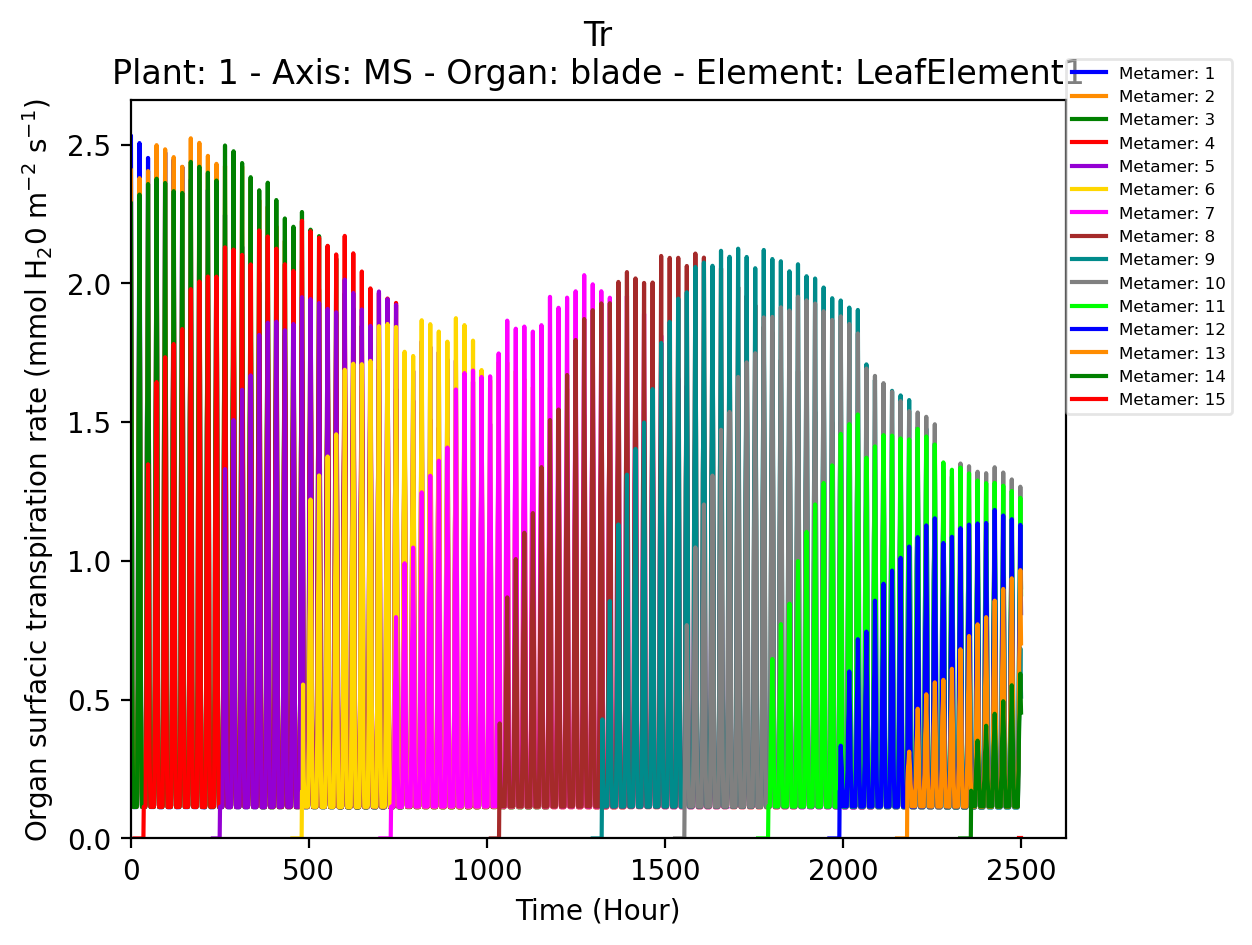 Tr
Plant: 1 - Axis: MS - Organ: blade - Element: LeafElement1
Organ surfacic transpiration rate (mmol H₂0 m⁻² s⁻¹)
2.5
2.0
1.5
1.0
0.5
0.0
0 500 1000 1500 2000 2500
Time (Hour)
Metamer: 1
Metamer: 2
Metamer: 3
Metamer: 4
Metamer: 5
Metamer: 6
Metamer: 7
Metamer: 8
Metamer: 9
Metamer: 10
Metamer: 11
Metamer: 12
Metamer: 13
Metamer: 14
Metamer: 15